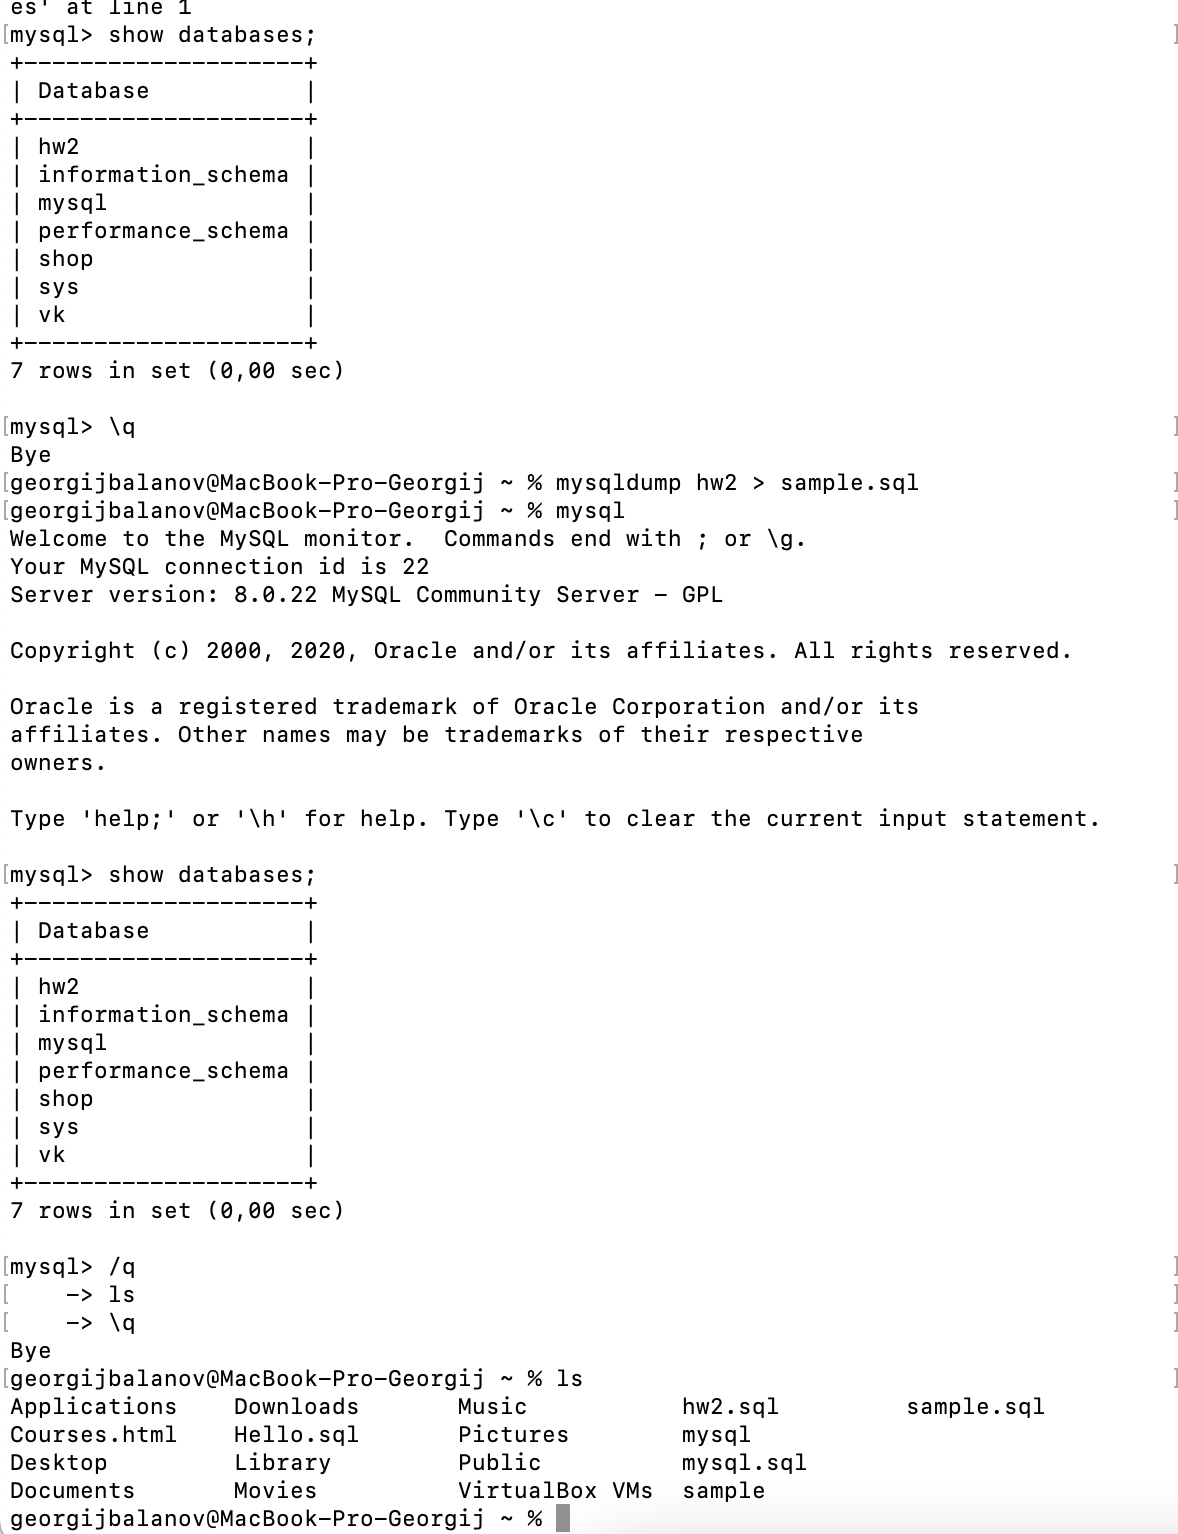 es' at line 1
[mysql> show databases; ]
+--------------------+
| Database           |
+--------------------+
| hw2                |
| information_schema |
| mysql              |
| performance_schema |
| shop               |
| sys                |
| vk                 |
+--------------------+
7 rows in set (0,00 sec)
[mysql> \q ]
Bye
[georgijbalanov@MacBook-Pro-Georgij ~ % mysqldump hw2 > sample.sql ]
[georgijbalanov@MacBook-Pro-Georgij ~ % mysql ]
Welcome to the MySQL monitor.  Commands end with ; or \g.
Your MySQL connection id is 22
Server version: 8.0.22 MySQL Community Server - GPL
Copyright (c) 2000, 2020, Oracle and/or its affiliates. All rights reserved.
Oracle is a registered trademark of Oracle Corporation and/or its
affiliates. Other names may be trademarks of their respective
owners.
Type 'help;' or '\h' for help. Type '\c' to clear the current input statement.
[mysql> show databases; ]
+--------------------+
| Database           |
+--------------------+
| hw2                |
| information_schema |
| mysql              |
| performance_schema |
| shop               |
| sys                |
| vk                 |
+--------------------+
7 rows in set (0,00 sec)
[mysql> /q ]
[    -> ls ]
[    -> \q ]
Bye
[georgijbalanov@MacBook-Pro-Georgij ~ % ls ]
Applications    Downloads       Music           hw2.sql         sample.sql
Courses.html    Hello.sql       Pictures        mysql
Desktop         Library         Public          mysql.sql
Documents       Movies          VirtualBox VMs  sample
georgijbalanov@MacBook-Pro-Georgij ~ %